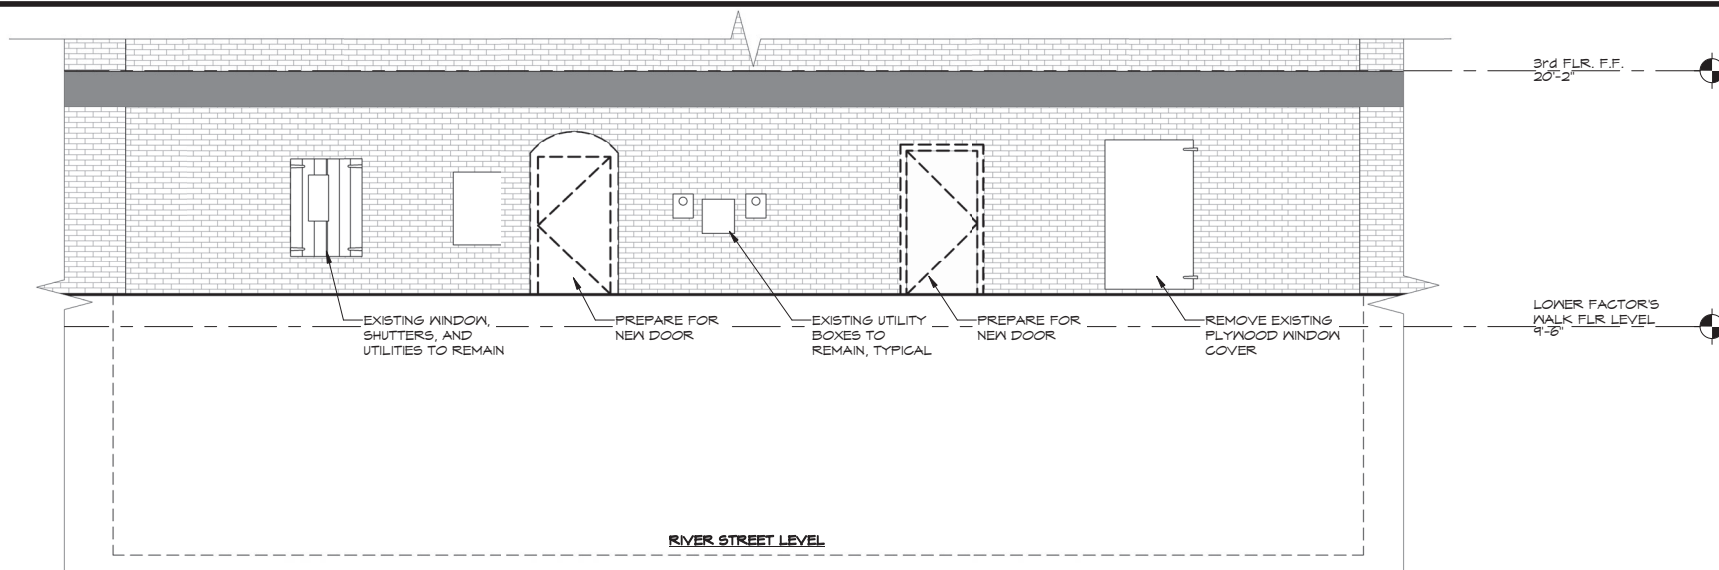 3rd FLR. F.F.
20'-2"
LOWER FACTOR'S
WALK FLR LEVEL
9'-6"
EXISTING WINDOW,
SHUTTERS, AND
UTILITIES TO REMAIN
PREPARE FOR
NEW DOOR
EXISTING UTILITY
BOXES TO
REMAIN, TYPICAL
PREPARE FOR
NEW DOOR
REMOVE EXISTING
PLYWOOD WINDOW
COVER
RIVER STREET LEVEL